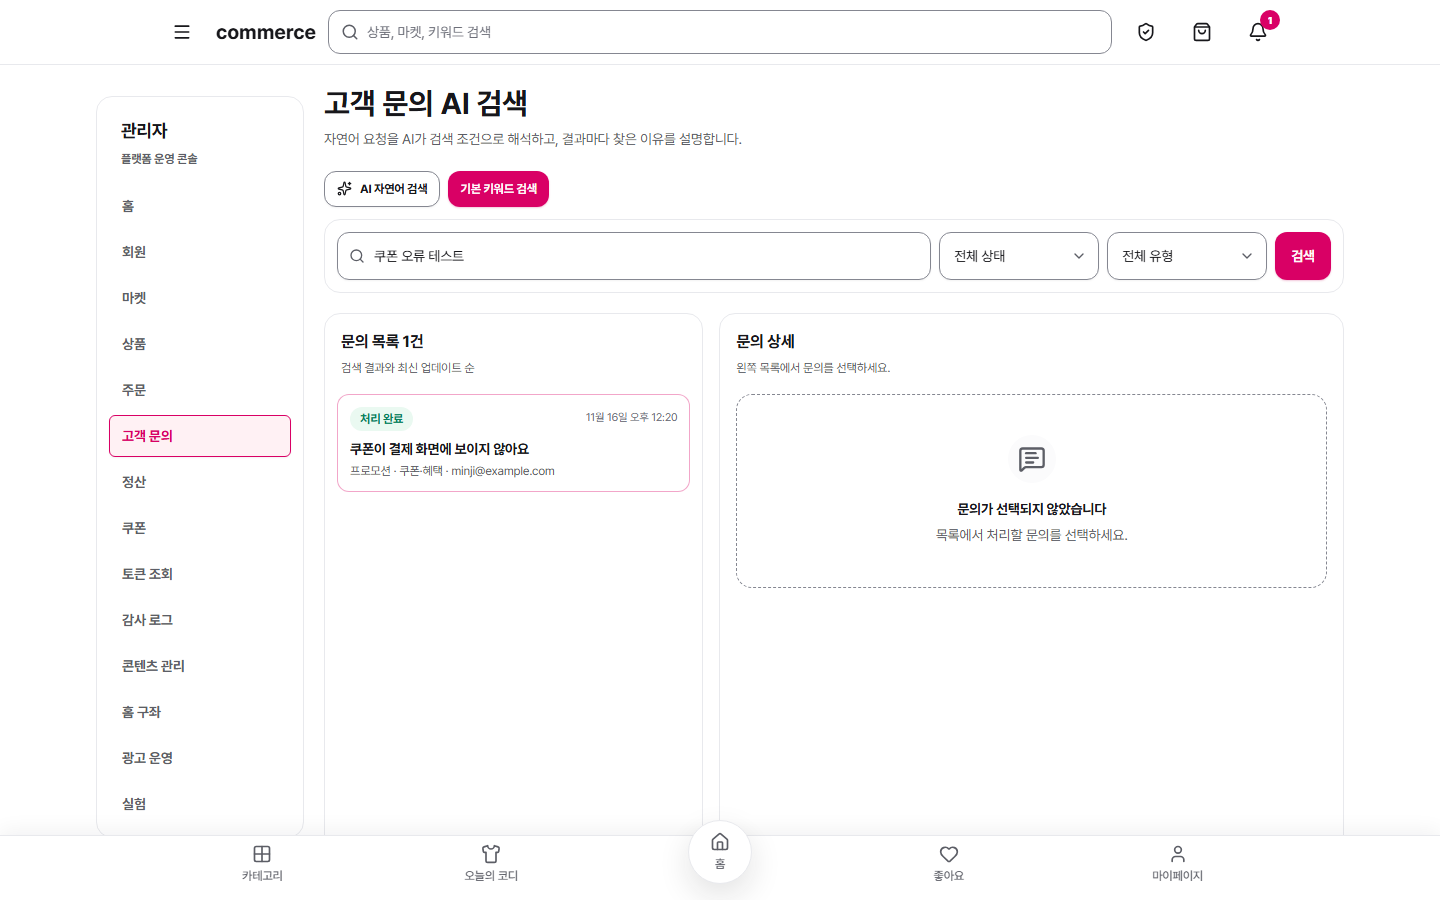 commerce
상품, 마켓, 키워드 검색
1
관리자
플랫폼 운영 콘솔
홈
회원
마켓
상품
주문
고객 문의
정산
쿠폰
토큰 조회
감사 로그
콘텐츠 관리
홈 구좌
광고 운영
실험
고객 문의 AI 검색
자연어 요청을 AI가 검색 조건으로 해석하고, 결과마다 찾은 이유를 설명합니다.
AI 자연어 검색
기본 키워드 검색
쿠폰 오류 테스트
전체 상태
전체 유형
검색
문의 목록 1건
검색 결과와 최신 업데이트 순
처리 완료
11월 16일 오후 12:20
쿠폰이 결제 화면에 보이지 않아요
프로모션 · 쿠폰·혜택 · minji@example.com
문의 상세
왼쪽 목록에서 문의를 선택하세요.
문의가 선택되지 않았습니다
목록에서 처리할 문의를 선택하세요.
카테고리
오늘의 코디
홈
좋아요
마이페이지